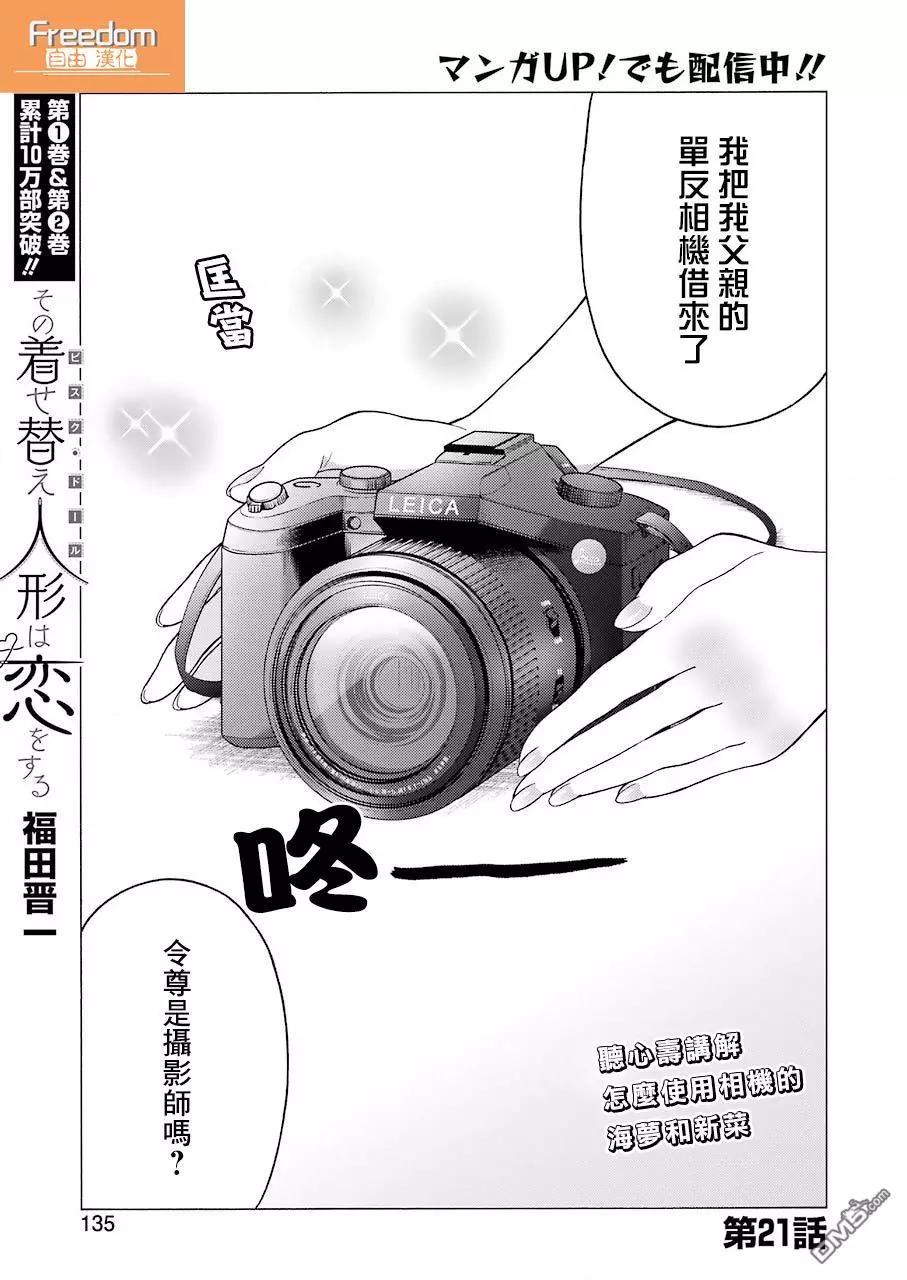 Freedom
自由 漢化
マンガUP!でも配信中!!
我把我父親的
單反相機借來了
匡當
LEICA
咚一
令尊是攝影師嗎?
聽心壽講解
怎麼使用相機的
海夢和新菜
第1巻&第2巻
累計10万部突破!!
その着せ替え人形は恋をする
ビスク・ドール
福田晋一
135
第21話
DM5.com